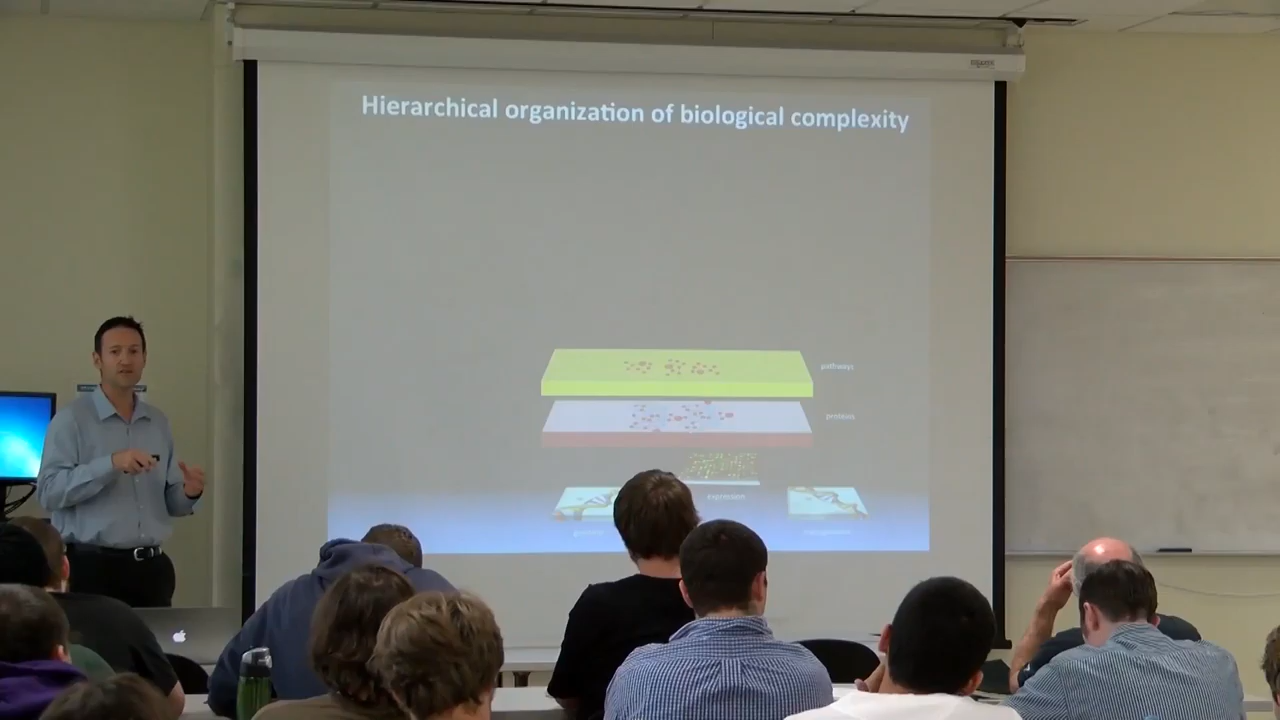 Hierarchical organization of biological complexity
pathways
proteins
expression